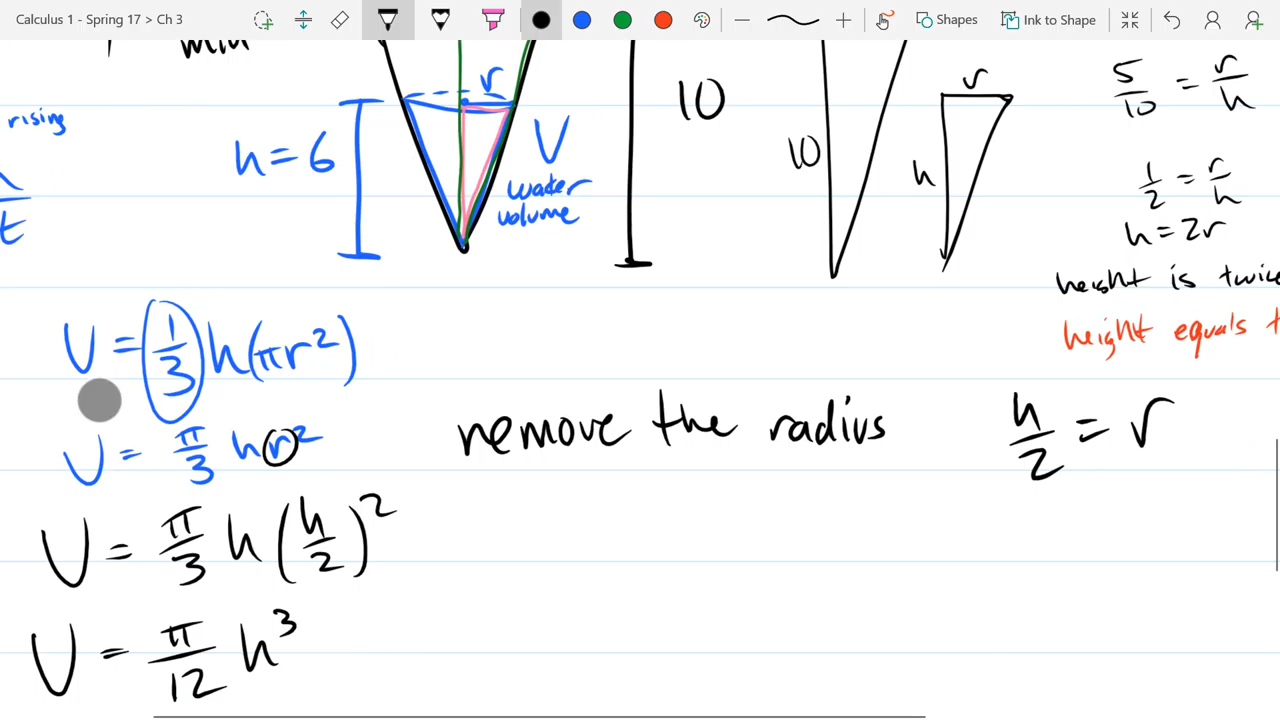 Calculus 1 - Spring 17 > Ch 3
Shapes
Ink to Shape
min
rising
t
h = 6
r
V
water
volume
10
10
h
r
5/10 = r/h
1/2 = r/h
h = 2r
height is twice
height equals t
V = 1/3 h(πr²)
V = π/3 hr²
remove the radius
h/2 = r
V = π/3 h(h/2)²
V = π/12 h³